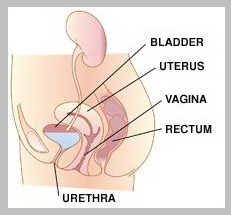 BLADDER
UTERUS
VAGINA
RECTUM
URETHRA